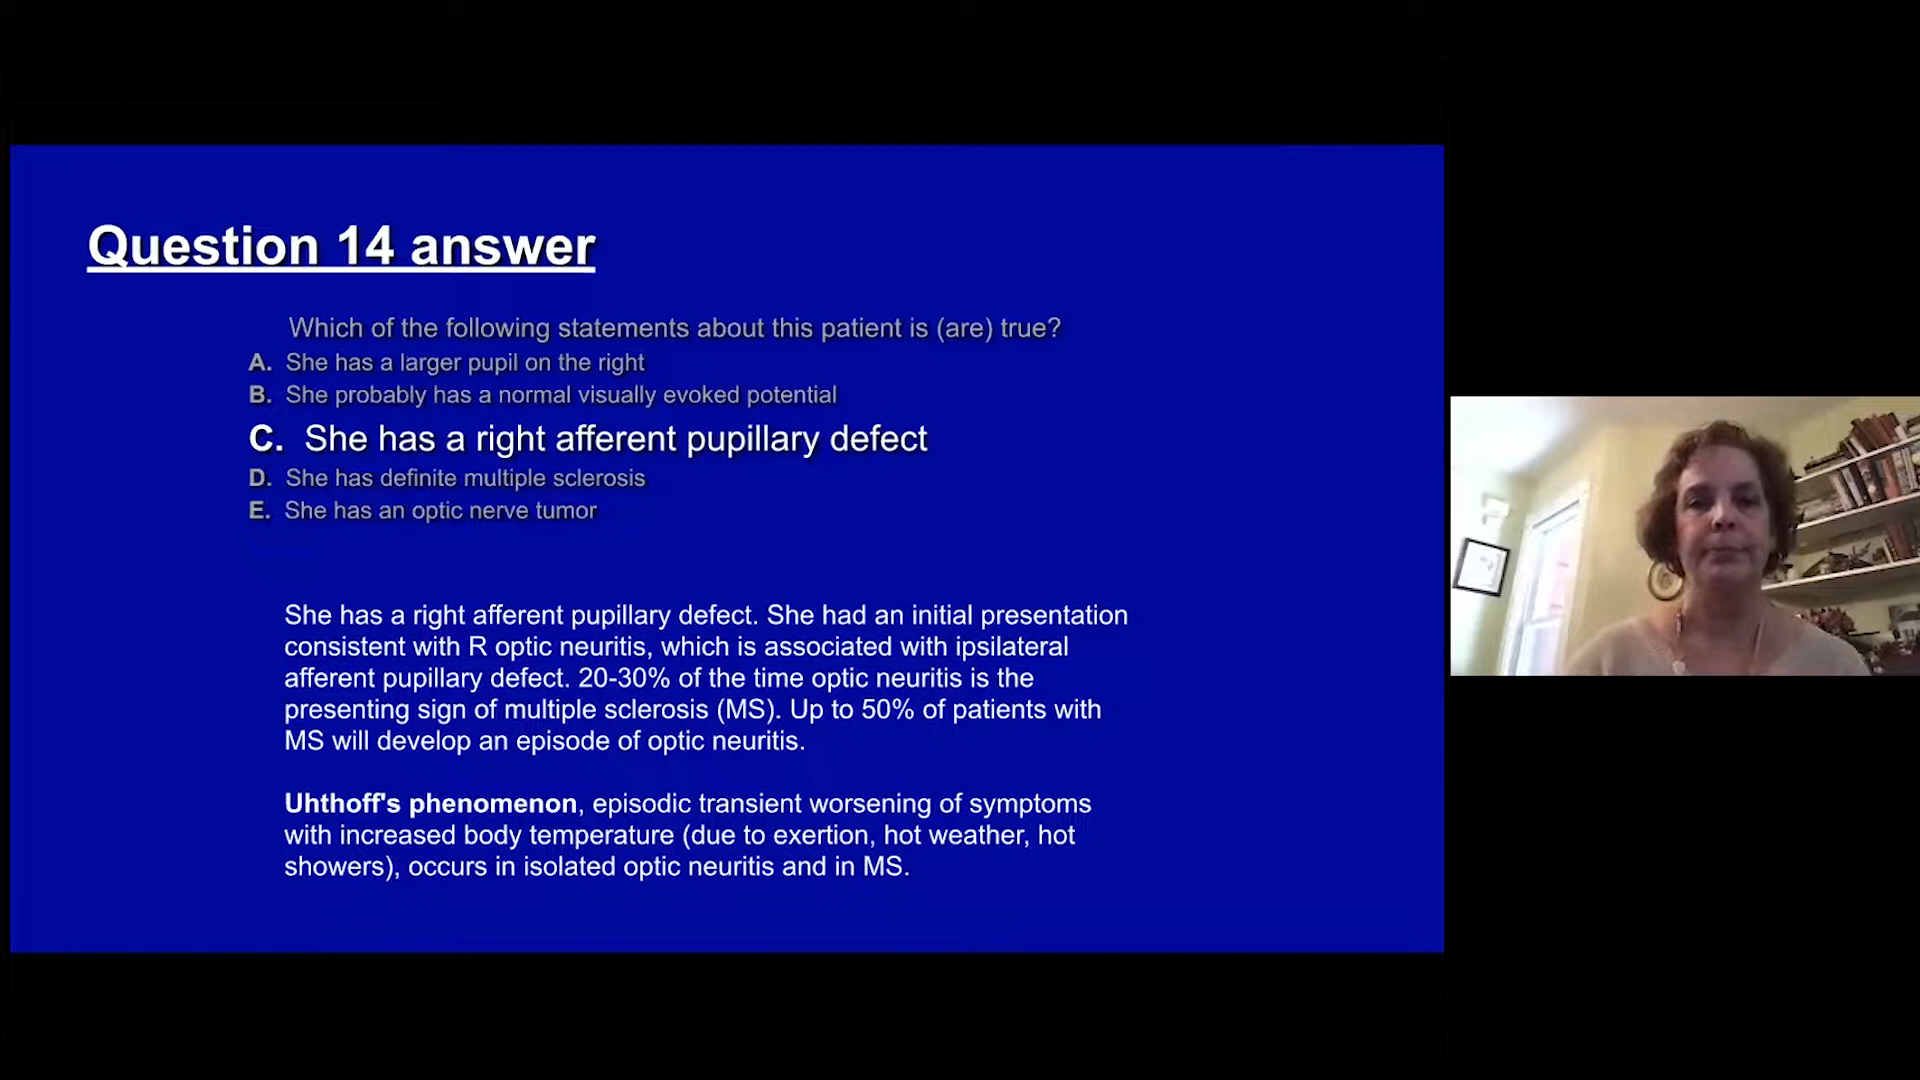 Question 14 answer
Which of the following statements about this patient is (are) true?
A. She has a larger pupil on the right
B. She probably has a normal visually evoked potential
C. She has a right afferent pupillary defect
D. She has definite multiple sclerosis
E. She has an optic nerve tumor
She has a right afferent pupillary defect. She had an initial presentation
consistent with R optic neuritis, which is associated with ipsilateral
afferent pupillary defect. 20-30% of the time optic neuritis is the
presenting sign of multiple sclerosis (MS). Up to 50% of patients with
MS will develop an episode of optic neuritis.
Uhthoff's phenomenon, episodic transient worsening of symptoms
with increased body temperature (due to exertion, hot weather, hot
showers), occurs in isolated optic neuritis and in MS.